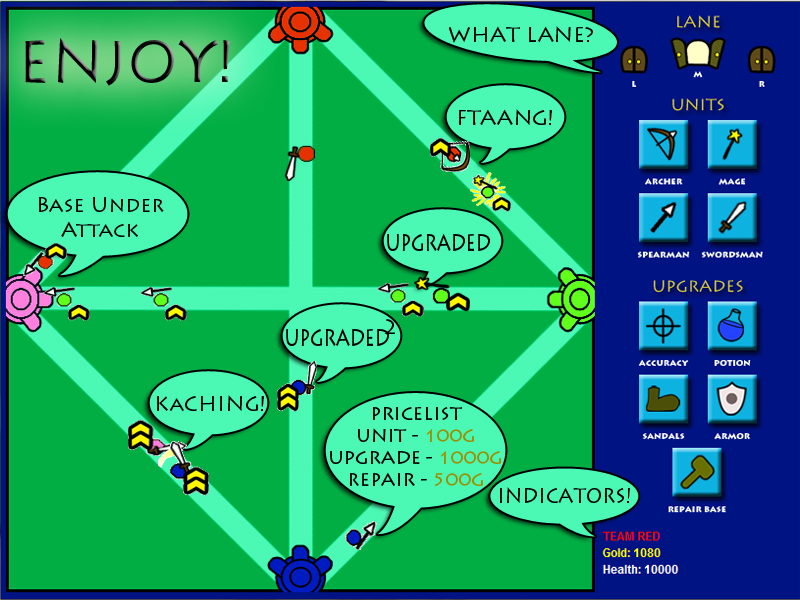 ENJOY!
WHAT LANE?
LANE
L
M
R
FTAANG!
UNITS
ARCHER
MAGE
SPEARMAN
SWORDSMAN
BASE UNDER
ATTACK
UPGRADED
UPGRADED2
UPGRADES
ACCURACY
POTION
SANDALS
ARMOR
KACHING!
PRICELIST
UNIT - 100G
UPGRADE - 1000G
REPAIR - 500G
INDICATORS!
REPAIR BASE
TEAM RED
Gold: 1080
Health: 10000